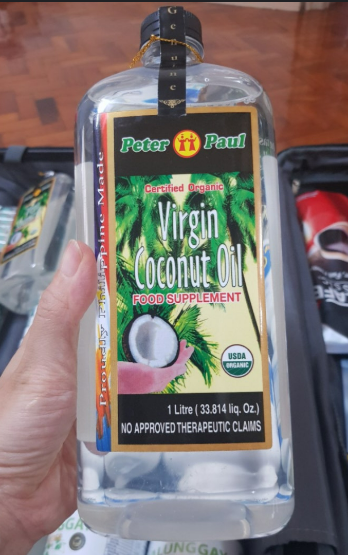 Genuine
Peter Paul
Certified Organic
Virgin
Coconut Oil
FOOD SUPPLEMENT
USDA
ORGANIC
1 Litre ( 33.814 liq. Oz.)
NO APPROVED THERAPEUTIC CLAIMS
Proudly Philippine Made